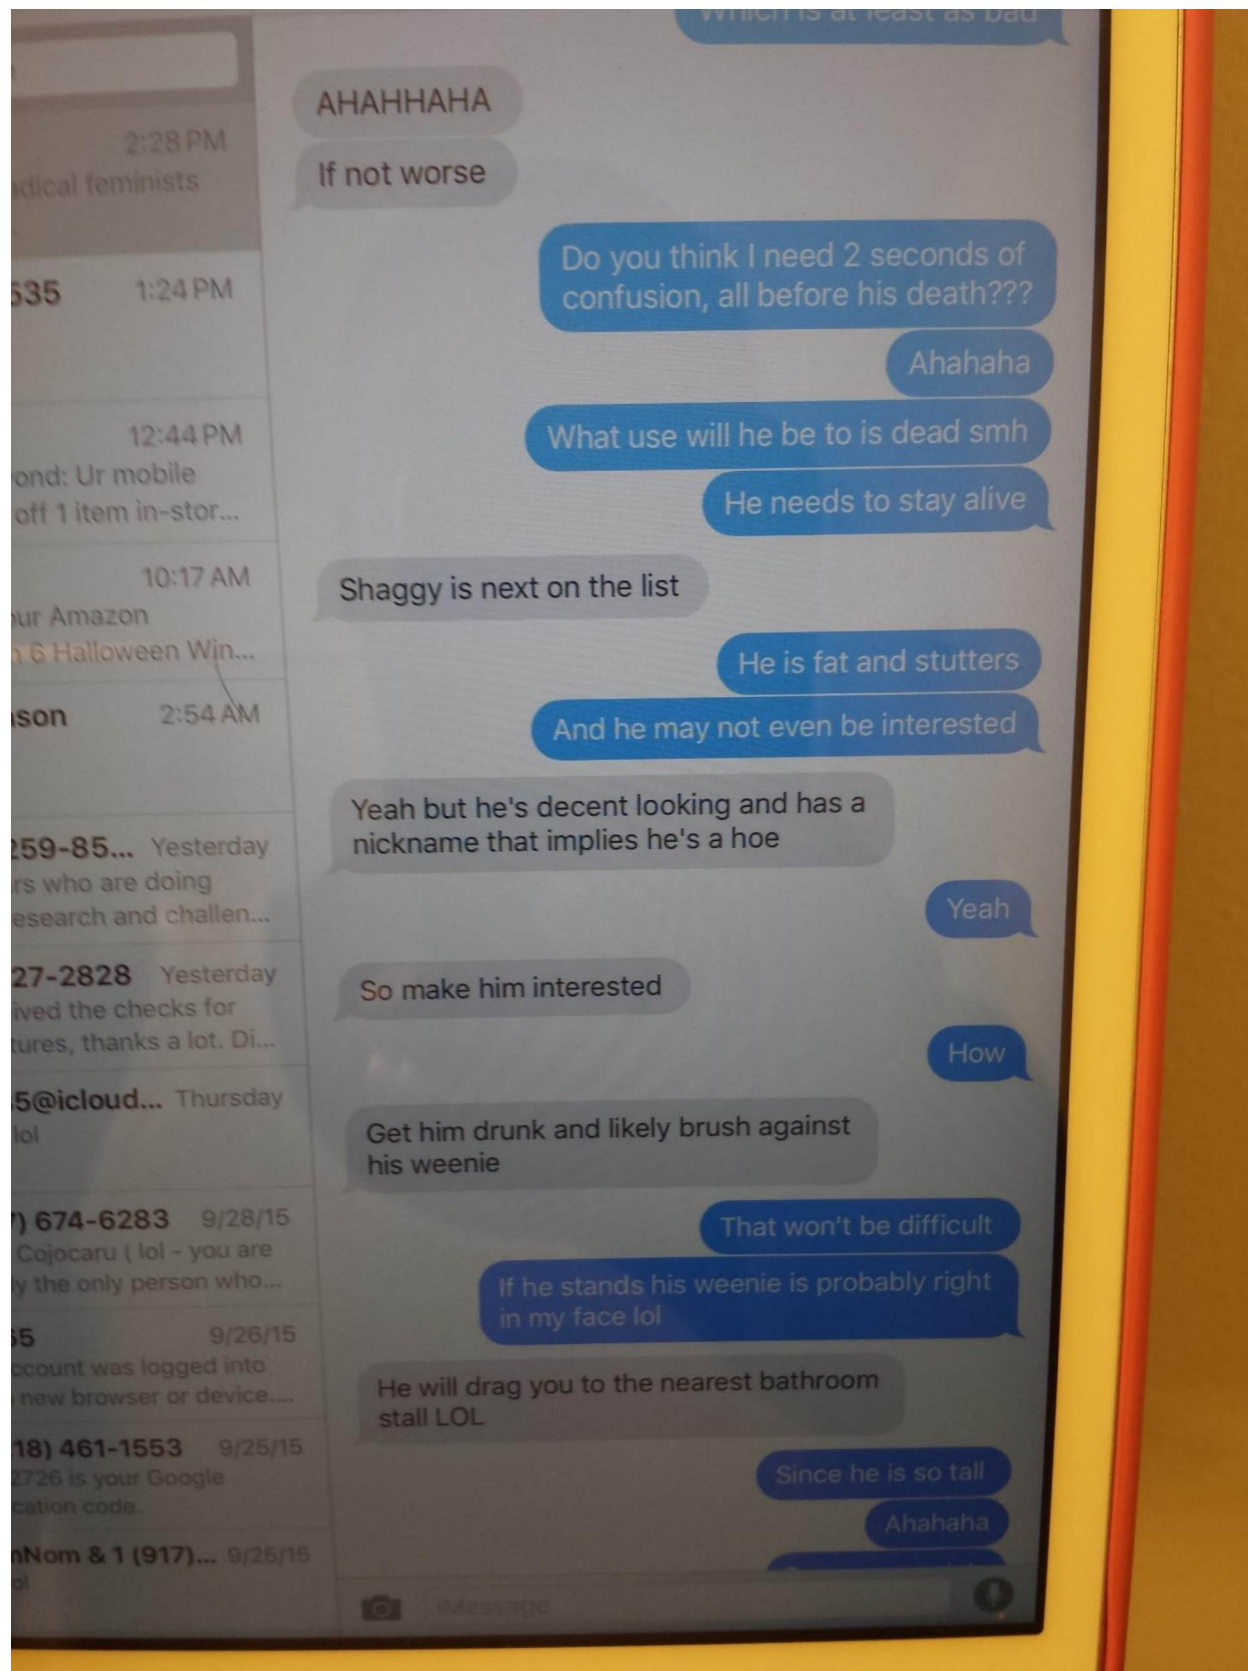 Which is at least as bad
AHAHHAHA
If not worse
Do you think I need 2 seconds of
confusion, all before his death???
Ahahaha
What use will he be to is dead smh
He needs to stay alive
Shaggy is next on the list
He is fat and stutters
And he may not even be interested
Yeah but he's decent looking and has a
nickname that implies he's a hoe
Yeah
So make him interested
How
Get him drunk and likely brush against
his weenie
That won't be difficult
If he stands his weenie is probably right
in my face lol
He will drag you to the nearest bathroom
stall LOL
Since he is so tall
Ahahaha
iMessage
2:28 PM
dical feminists
535 1:24 PM
12:44 PM
ond: Ur mobile
off 1 item in-stor...
10:17 AM
ur Amazon
6 Halloween Win...
son 2:54 AM
259-85... Yesterday
rs who are doing
esearch and challen...
27-2828 Yesterday
ived the checks for
tures, thanks a lot. Di...
5@icloud... Thursday
lol
) 674-6283 9/28/15
Cojocaru ( lol - you are
y the only person who...
5 9/26/15
ccount was logged into
new browser or device....
18) 461-1553 9/25/15
2726 is your Google
cation code.
nNom & 1 (917)... 9/25/15
ol